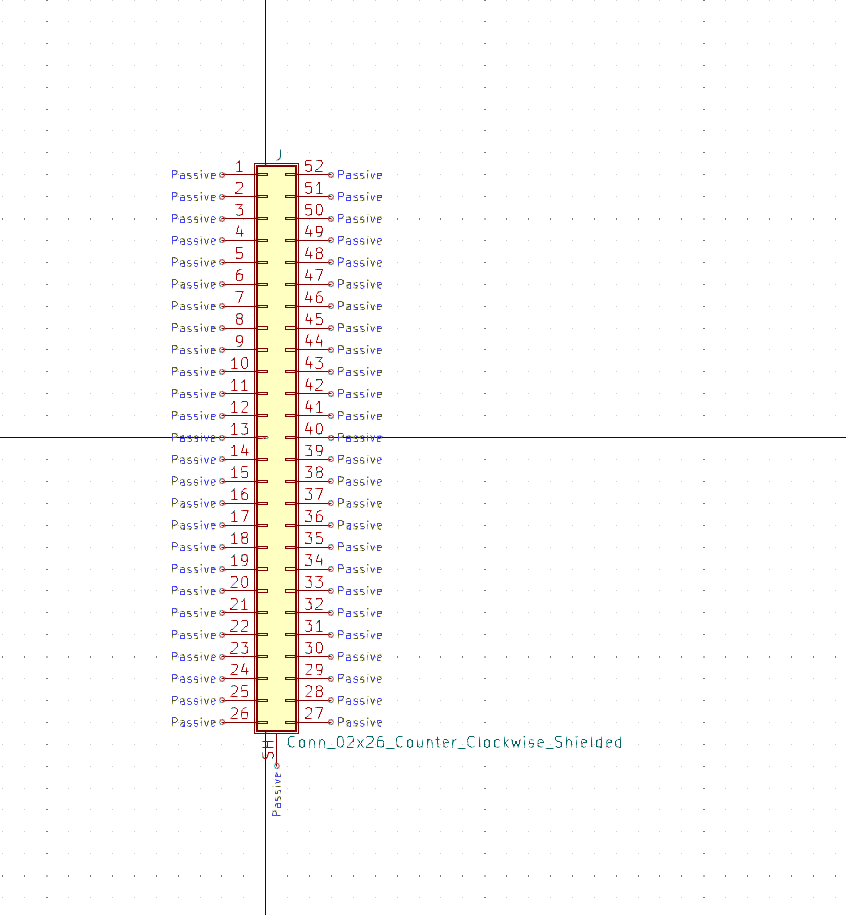 J
Passive 1 52 Passive
Passive 2 51 Passive
Passive 3 50 Passive
Passive 4 49 Passive
Passive 5 48 Passive
Passive 6 47 Passive
Passive 7 46 Passive
Passive 8 45 Passive
Passive 9 44 Passive
Passive 10 43 Passive
Passive 11 42 Passive
Passive 12 41 Passive
Passive 13 40 Passive
Passive 14 39 Passive
Passive 15 38 Passive
Passive 16 37 Passive
Passive 17 36 Passive
Passive 18 35 Passive
Passive 19 34 Passive
Passive 20 33 Passive
Passive 21 32 Passive
Passive 22 31 Passive
Passive 23 30 Passive
Passive 24 29 Passive
Passive 25 28 Passive
Passive 26 27 Passive
SH Conn_02x26_Counter_Clockwise_Shielded
Passive